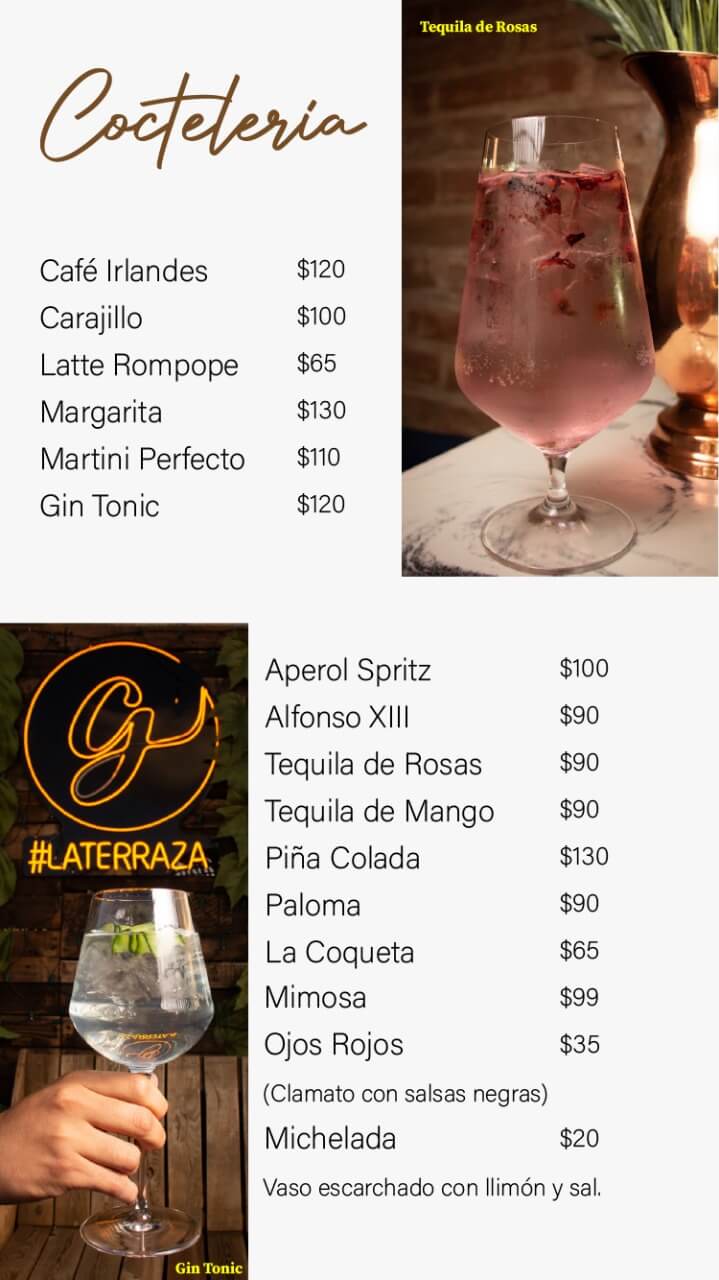 Cocteleria
Tequila de Rosas
Café Irlandes $120
Carajillo $100
Latte Rompope $65
Margarita $130
Martini Perfecto $110
Gin Tonic $120
Aperol Spritz $100
Alfonso XIII $90
Tequila de Rosas $90
Tequila de Mango $90
Piña Colada $130
Paloma $90
La Coqueta $65
Mimosa $99
Ojos Rojos $35
(Clamato con salsas negras)
Michelada $20
Vaso escarchado con llimón y sal.
G
#LATERRAZA
Gin Tonic